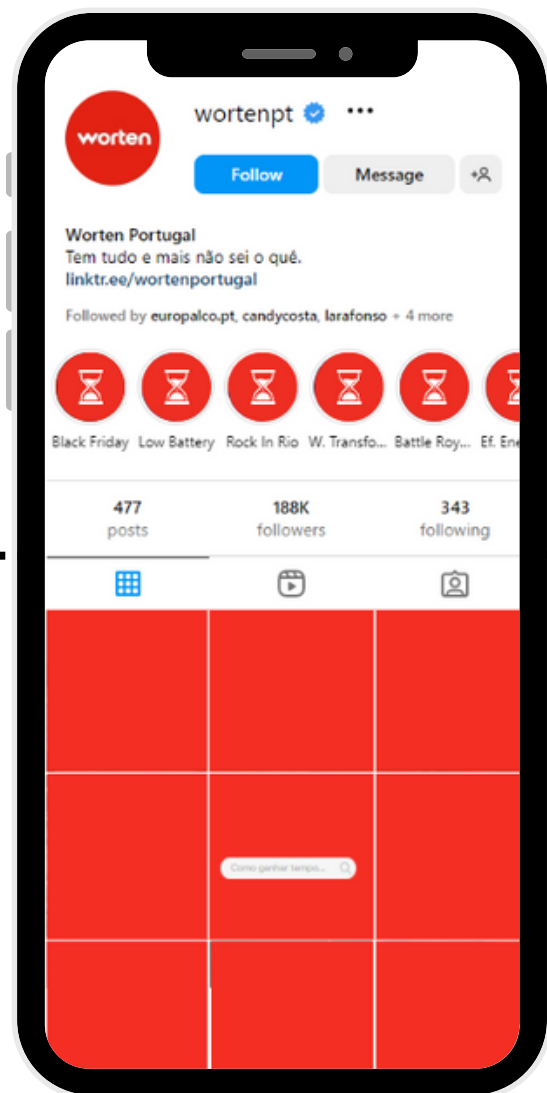 worten
wortenpt
Follow Message
Worten Portugal
Tem tudo e mais não sei o quê.
linktr.ee/wortenportugal
Followed by europalco.pt, candycosta, larafonso + 4 more
Black Friday Low Battery Rock In Rio W. Transfo... Battle Roy... Ef. Ene
477 188K 343
posts followers following
Como ganhar tempo...